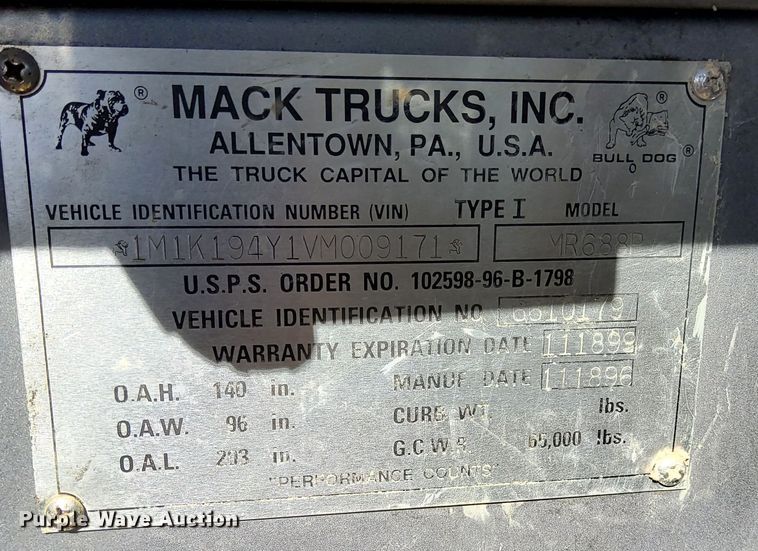 MACK TRUCKS, INC.
ALLENTOWN, PA., U.S.A.
THE TRUCK CAPITAL OF THE WORLD
BULL DOG
VEHICLE IDENTIFICATION NUMBER (VIN) TYPE I MODEL
1M1K194Y1VM009171 MR688P
U.S.P.S. ORDER NO. 102598-96-B-1798
VEHICLE IDENTIFICATION NO. 6510179
WARRANTY EXPIRATION DATE 111899
O.A.H. 140 in. MANUF DATE 111896
O.A.W. 96 in. CURB WT. lbs.
O.A.L. in. G.C.W.R. 65,000 lbs.
"PERFORMANCE COUNTS"
Purple Wave Auction